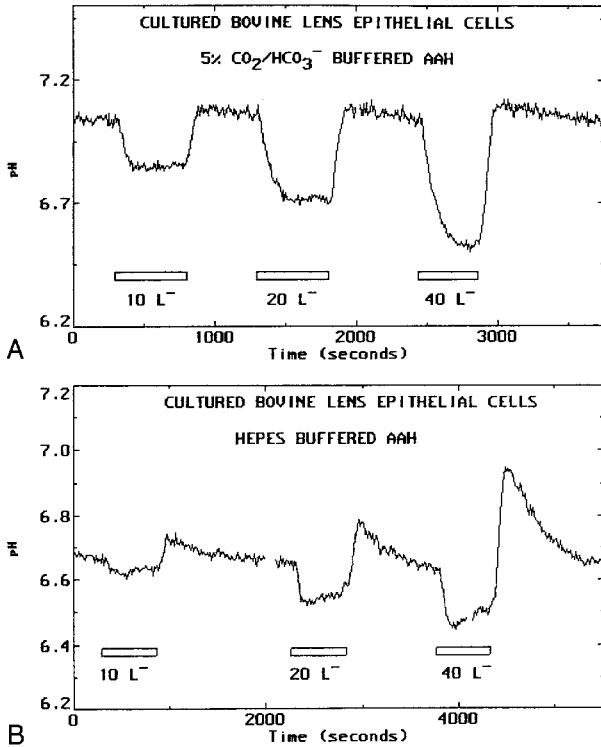 CULTURED BOVINE LENS EPITHELIAL CELLS
5% CO₂/HCO₃⁻ BUFFERED AAH
7.2
pH
6.7
6.2
10 L⁻
20 L⁻
40 L⁻
0
1000
2000
3000
Time (seconds)
A
CULTURED BOVINE LENS EPITHELIAL CELLS
HEPES BUFFERED AAH
7.2
7.0
pH
6.8
6.6
6.4
6.2
10 L⁻
20 L⁻
40 L⁻
0
2000
4000
Time (seconds)
B